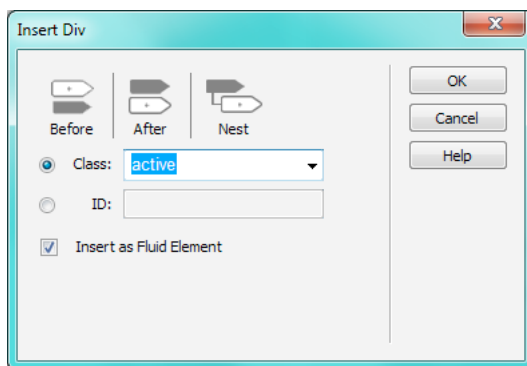 Insert Div
Before
After
Nest
Class:
active
ID:
Insert as Fluid Element
OK
Cancel
Help